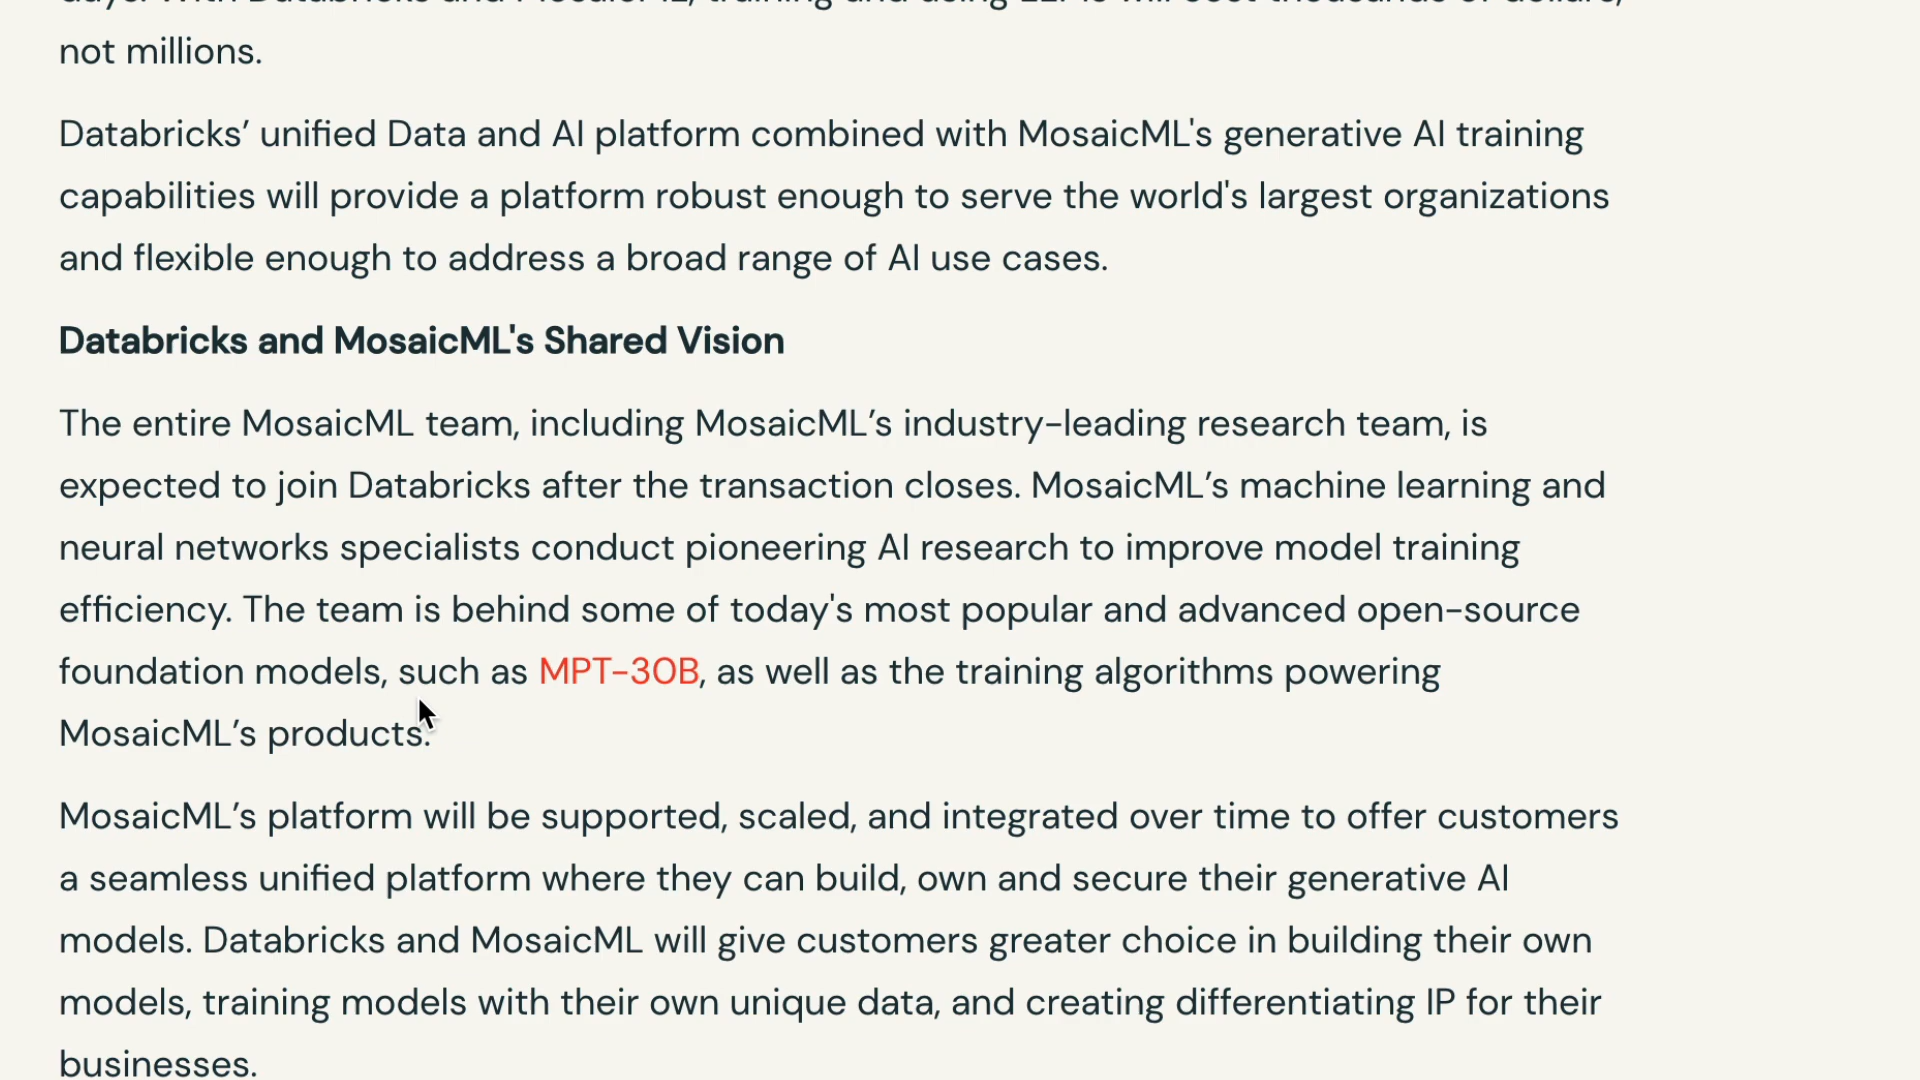 not millions.
Databricks’ unified Data and AI platform combined with MosaicML's generative AI training
capabilities will provide a platform robust enough to serve the world's largest organizations
and flexible enough to address a broad range of AI use cases.
Databricks and MosaicML's Shared Vision
The entire MosaicML team, including MosaicML’s industry-leading research team, is
expected to join Databricks after the transaction closes. MosaicML’s machine learning and
neural networks specialists conduct pioneering AI research to improve model training
efficiency. The team is behind some of today's most popular and advanced open-source
foundation models, such as MPT-30B, as well as the training algorithms powering
MosaicML’s products.
MosaicML’s platform will be supported, scaled, and integrated over time to offer customers
a seamless unified platform where they can build, own and secure their generative AI
models. Databricks and MosaicML will give customers greater choice in building their own
models, training models with their own unique data, and creating differentiating IP for their
businesses.